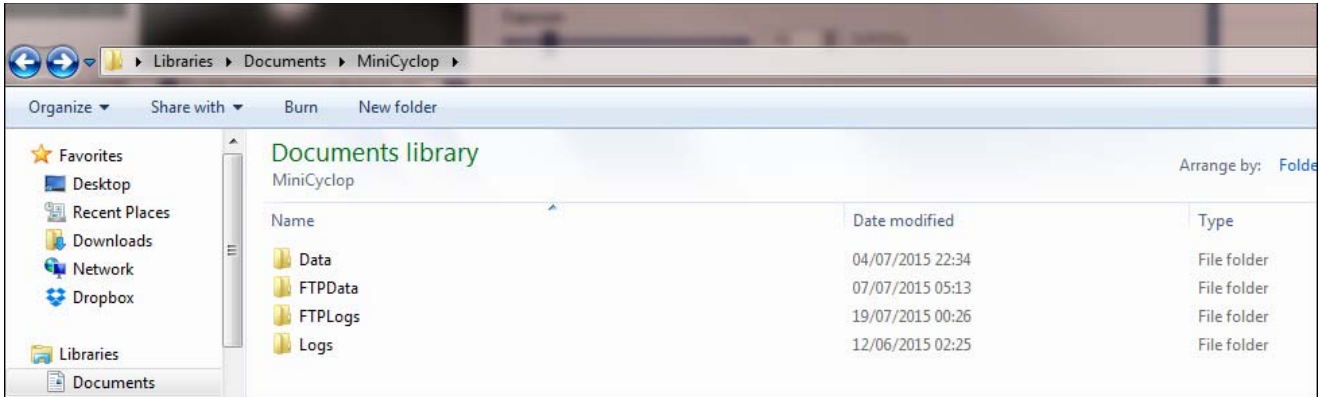 Libraries Documents MiniCyclop
Organize Share with Burn New folder
Favorites
Desktop
Recent Places
Downloads
Network
Dropbox
Libraries
Documents
Documents library
MiniCyclop
Arrange by: Folde
Name Date modified Type
Data 04/07/2015 22:34 File folder
FTPData 07/07/2015 05:13 File folder
FTPLogs 19/07/2015 00:26 File folder
Logs 12/06/2015 02:25 File folder